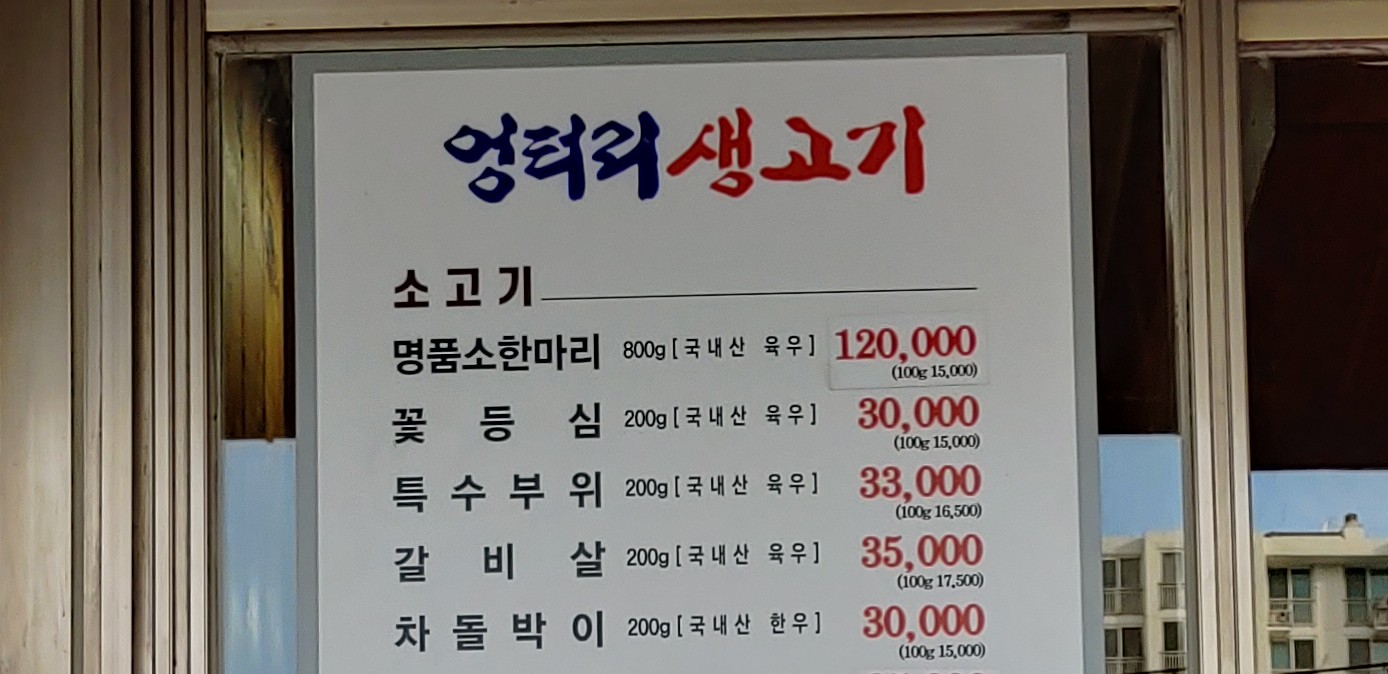 엉터리생고기
소고기
명품소한마리 800g [국내산 육우] 120,000
(100g 15,000)
꽃등심 200g [국내산 육우] 30,000
(100g 15,000)
특수부위 200g [국내산 육우] 33,000
(100g 16,500)
갈비살 200g [국내산 육우] 35,000
(100g 17,500)
차돌박이 200g [국내산 한우] 30,000
(100g 15,000)